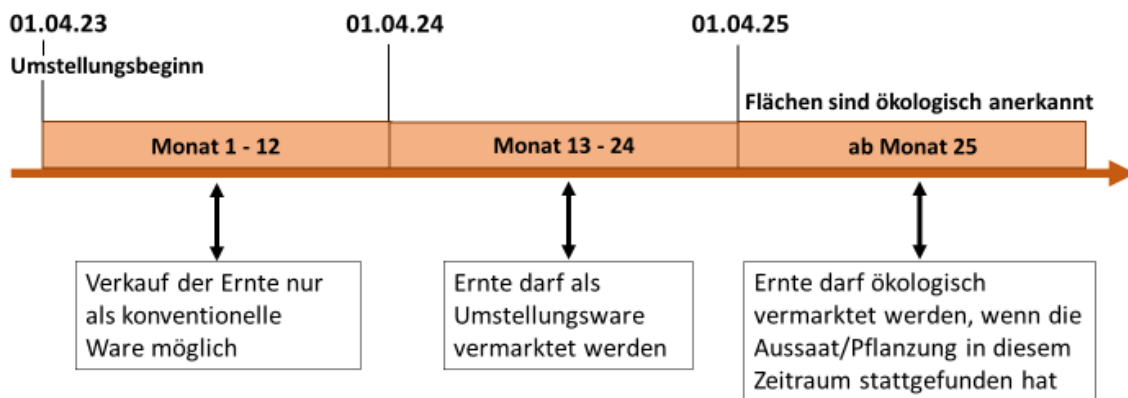 01.04.23
01.04.24
01.04.25
Umstellungsbeginn
Flächen sind ökologisch anerkannt
Monat 1 - 12
Monat 13 - 24
ab Monat 25
Verkauf der Ernte nur
als konventionelle
Ware möglich
Ernte darf als
Umstellungsware
vermarktet werden
Ernte darf ökologisch
vermarktet werden, wenn die
Aussaat/Pflanzung in diesem
Zeitraum stattgefunden hat